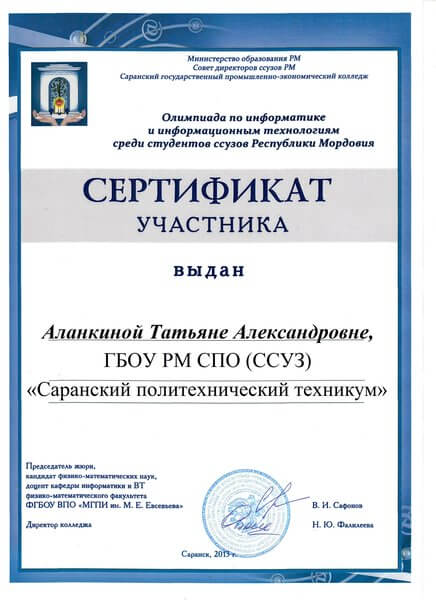 Министерство образования РМ
Совет директоров ссузов РМ
Саранский государственный промышленно-экономический колледж
Олимпиада по информатике
и информационным технологиям
среди студентов ссузов Республики Мордовия
СЕРТИФИКАТ
УЧАСТНИКА
выдан
Аланкиной Татьяне Александровне,
ГБОУ РМ СПО (ССУЗ)
«Саранский политехнический техникум»
Председатель жюри,
кандидат физико-математических наук,
доцент кафедры информатики и ВТ
физико-математического факультета
ФГБОУ ВПО «МГПИ им. М. Е. Евсевьева»
В. И. Сафонов
Директор колледжа
Н. Ю. Фалилеева
Саранск, 2013 г.